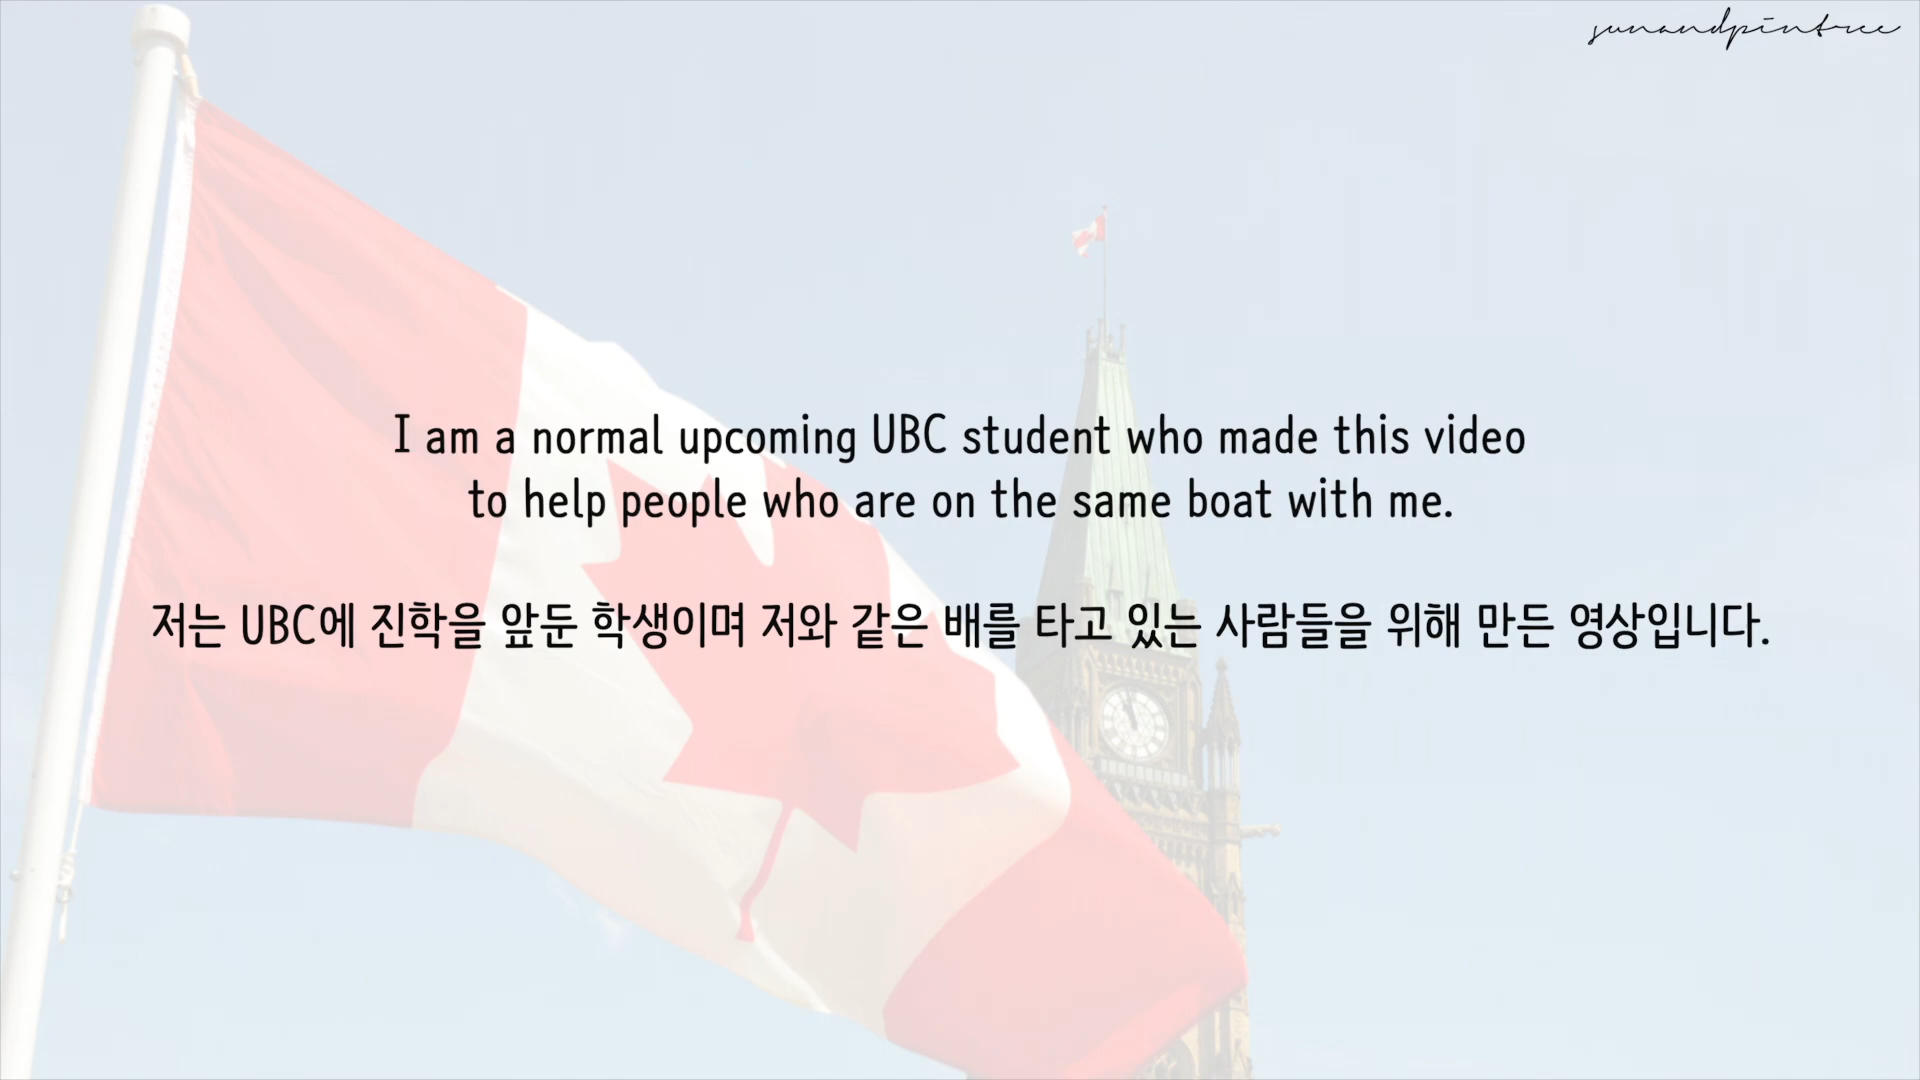 sunandpintree
I am a normal upcoming UBC student who made this video
to help people who are on the same boat with me.
저는 UBC에 진학을 앞둔 학생이며 저와 같은 배를 타고 있는 사람들을 위해 만든 영상입니다.